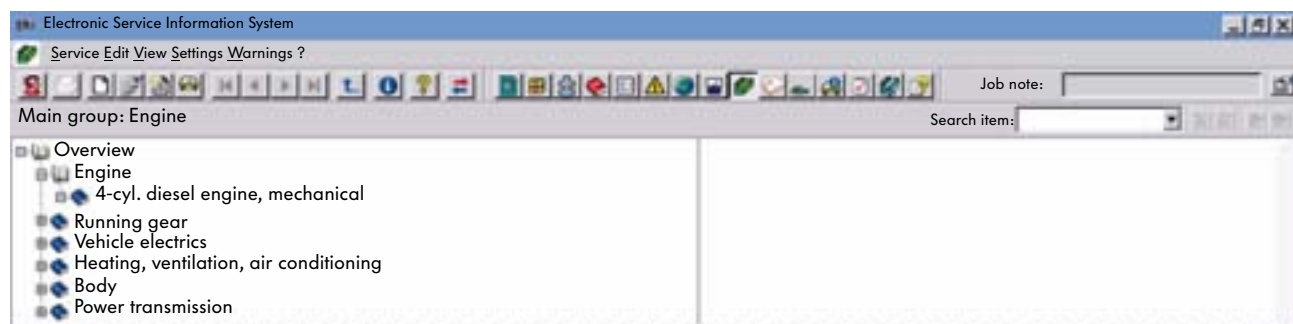 Electronic Service Information System
Service Edit View Settings Warnings ?
Job note:
Main group: Engine
Search item:
Overview
Engine
4-cyl. diesel engine, mechanical
Running gear
Vehicle electrics
Heating, ventilation, air conditioning
Body
Power transmission